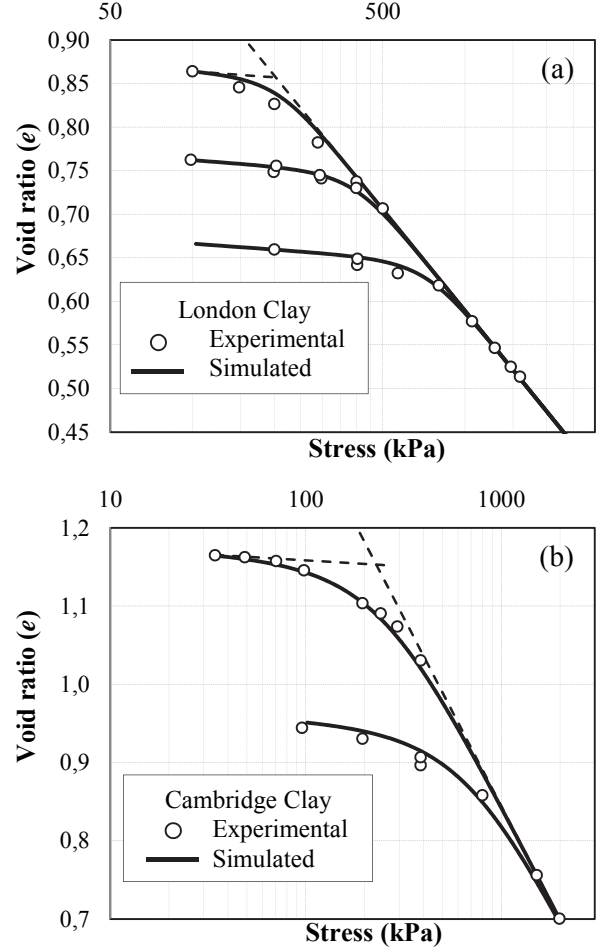 50 500
0,90
(a)
0,85
0,80
0,75
0,70
0,65
0,60
0,55
0,50
0,45
Void ratio (e)
London Clay
Experimental
Simulated
Stress (kPa)
10 100 1000
1,2
(b)
1,1
1,0
0,9
0,8
0,7
Void ratio (e)
Cambridge Clay
Experimental
Simulated
Stress (kPa)